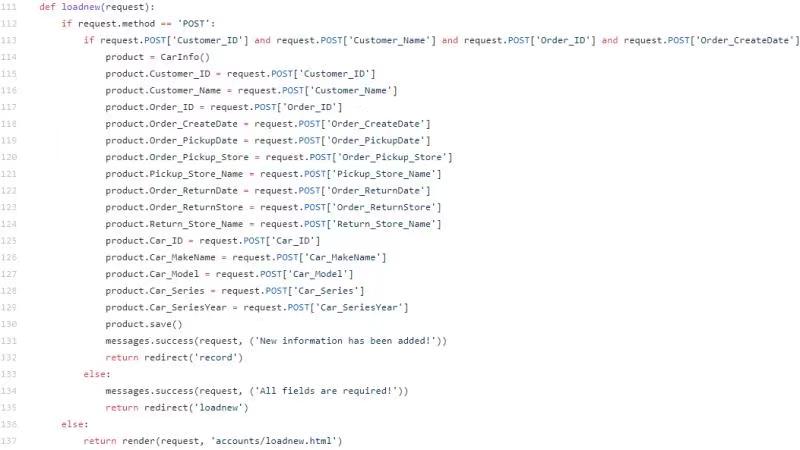 111 def loadnew(request):
112 if request.method == 'POST':
113 if request.POST['Customer_ID'] and request.POST['Customer_Name'] and request.POST['Order_ID'] and request.POST['Order_CreateDate']
114 product = CarInfo()
115 product.Customer_ID = request.POST['Customer_ID']
116 product.Customer_Name = request.POST['Customer_Name']
117 product.Order_ID = request.POST['Order_ID']
118 product.Order_CreateDate = request.POST['Order_CreateDate']
119 product.Order_PickupDate = request.POST['Order_PickupDate']
120 product.Order_Pickup_Store = request.POST['Order_Pickup_Store']
121 product.Pickup_Store_Name = request.POST['Pickup_Store_Name']
122 product.Order_ReturnDate = request.POST['Order_ReturnDate']
123 product.Order_ReturnStore = request.POST['Order_ReturnStore']
124 product.Return_Store_Name = request.POST['Return_Store_Name']
125 product.Car_ID = request.POST['Car_ID']
126 product.Car_MakeName = request.POST['Car_MakeName']
127 product.Car_Model = request.POST['Car_Model']
128 product.Car_Series = request.POST['Car_Series']
129 product.Car_SeriesYear = request.POST['Car_SeriesYear']
130 product.save()
131 messages.success(request, ('New information has been added!'))
132 return redirect('record')
133 else:
134 messages.success(request, ('All fields are required!'))
135 return redirect('loadnew')
136 else:
137 return render(request, 'accounts/loadnew.html')